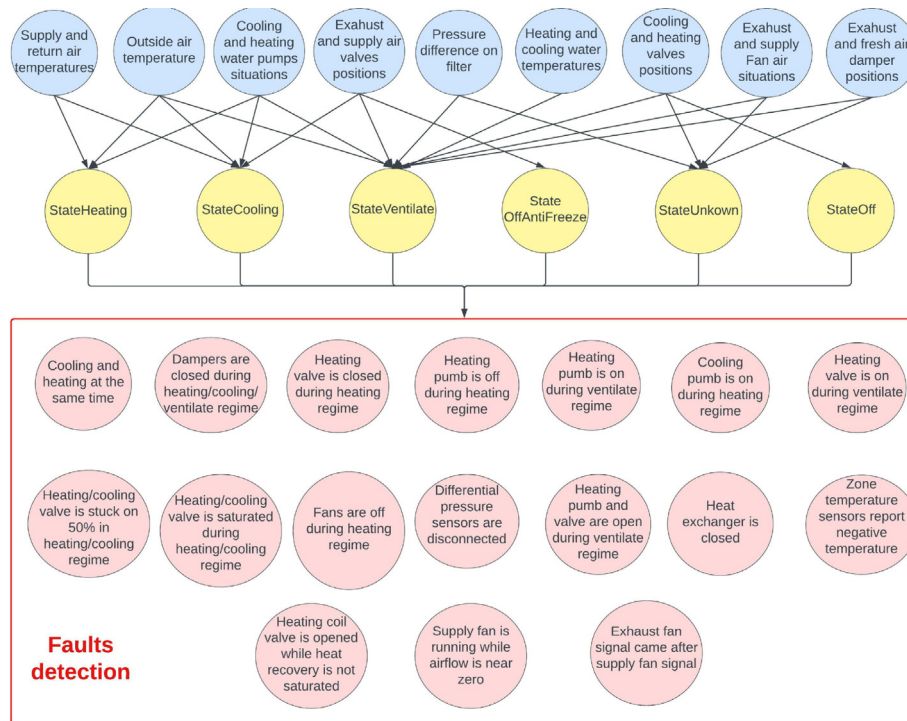 Supply and
return air
temperatures
Outside air
temperature
Cooling
and heating
water pumps
situations
Exahust
and supply air
valves
positions
Pressure
difference on
filter
Heating and
cooling water
temperatures
Cooling
and heating
valves
positions
Exahust
and supply
Fan air
situations
Exahust
and fresh air
damper
positions
StateHeating
StateCooling
StateVentilate
State
OffAntiFreeze
StateUnkown
StateOff
Cooling and
heating at the
same time
Dampers are
closed during
heating/cooling/
ventilate regime
Heating
valve is closed
during heating
regime
Heating
pumb is off
during heating
regime
Heating
pumb is on
during ventilate
regime
Cooling
pumb is on
during heating
regime
Heating
valve is on
during ventilate
regime
Heating/cooling
valve is stuck on
50% in
heating/cooling
regime
Heating/cooling
valve is saturated
during
heating/cooling
regime
Fans are off
during heating
regime
Differential
pressure
sensors are
disconnected
Heating
pumb and
valve are open
during ventilate
regime
Heat
exchanger is
closed
Zone
temperature
sensors report
negative
temperature
Heating coil
valve is opened
while heat
recovery is not
saturated
Supply fan is
running while
airflow is near
zero
Exhaust fan
signal came after
supply fan signal
Faults
detection